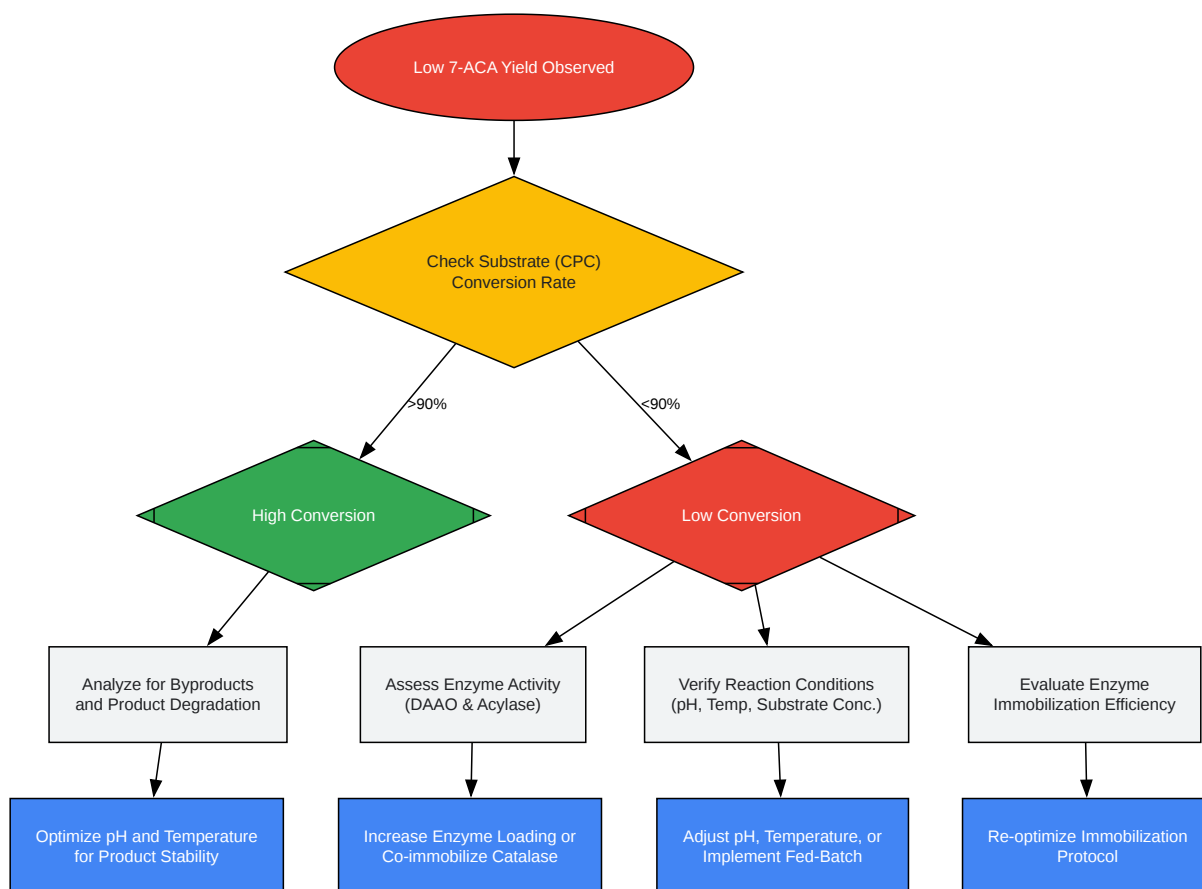 Low 7-ACA Yield Observed
Check Substrate (CPC)
Conversion Rate
>90%
<90%
High Conversion
Low Conversion
Analyze for Byproducts
and Product Degradation
Assess Enzyme Activity
(DAAO & Acylase)
Verify Reaction Conditions
(pH, Temp, Substrate Conc.)
Evaluate Enzyme
Immobilization Efficiency
Optimize pH and Temperature
for Product Stability
Increase Enzyme Loading or
Co-immobilize Catalase
Adjust pH, Temperature, or
Implement Fed-Batch
Re-optimize Immobilization
Protocol